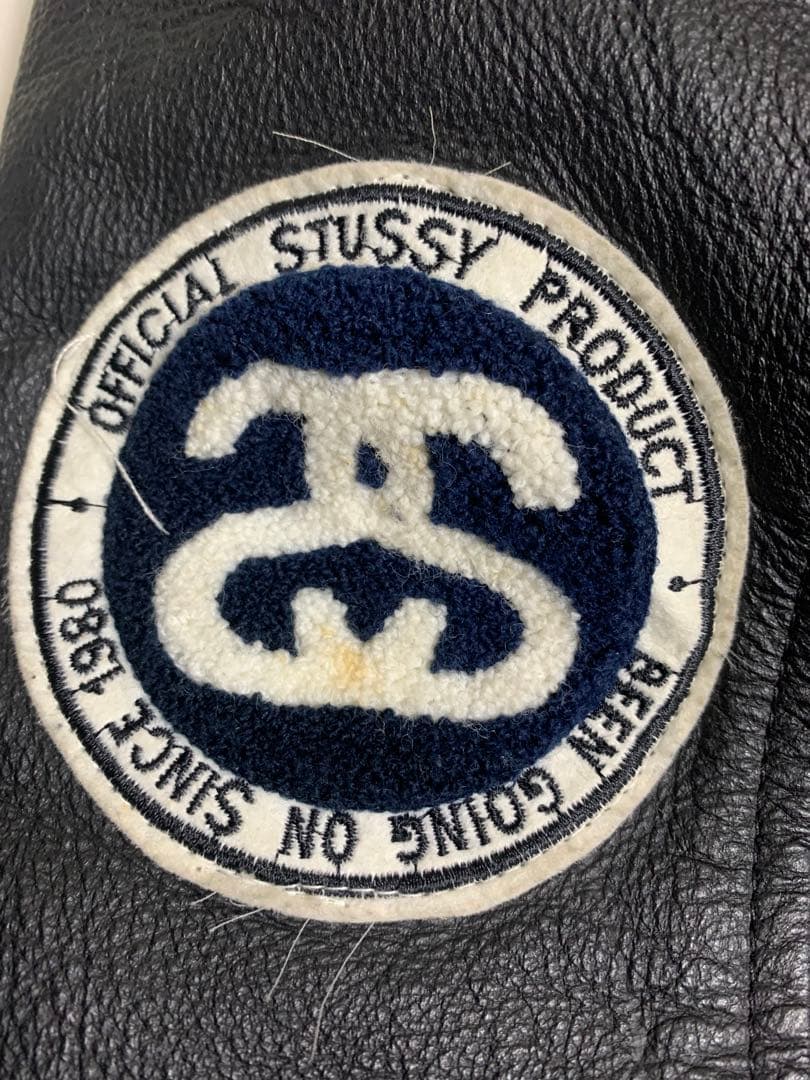 OFFICIAL STUSSY PRODUCT
BEEN GOING ON SINCE 1980